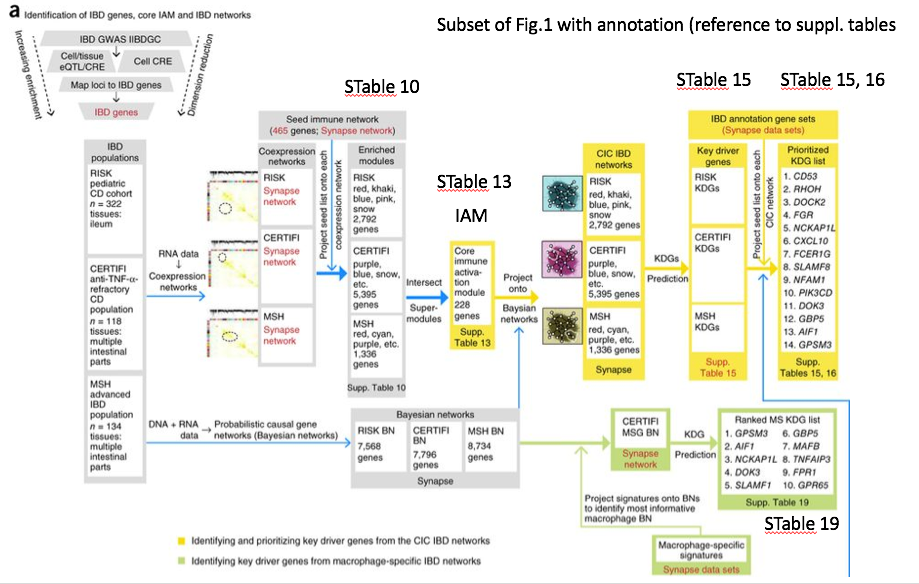 a Identification of IBD genes, core IAM and IBD networks
Subset of Fig.1 with annotation (reference to suppl. tables
Increasing enrichment
IBD GWAS IIBDGC
Cell/tissue
eQTL/CRE
Cell CRE
Map loci to IBD genes
IBD genes
Dimension reduction
STable 10
STable 15
STable 15, 16
STable 13
IAM
IBD
populations
RISK
pediatric
CD cohort
n = 322
tissues:
ileum
CERTIFI
anti-TNF-α-
refractory
CD
population
n = 118
tissues:
multiple
intestinal
parts
MSH
advanced
IBD
population
n = 134
tissues:
multiple
intestinal
parts
RNA data
Coexpression
networks
DNA + RNA
data
Probabilistic causal gene
networks (Bayesian networks)
Seed immune network
(465 genes; Synapse network)
Coexpression
networks
RISK
Synapse
network
CERTIFI
Synapse
network
MSH
Synapse
network
Project seed list onto each
coexpression network
Enriched
modules
RISK
red, khaki,
blue, pink,
snow
2,792
genes
CERTIFI
purple,
blue, snow,
etc.
5,395
genes
MSH
red, cyan,
purple, etc.
1,336
genes
Supp. Table 10
Intersect
Super-
modules
Core
immune
activa-
tion
module
228
genes
Supp.
Table 13
Project
onto
Baysian
networks
CIC IBD
networks
RISK
red, khaki,
blue, pink,
snow
2,792 genes
CERTIFI
purple,
blue, snow,
etc.
5,395 genes
MSH
red, cyan,
purple, etc.
1,336 genes
Synapse
KDGs
Prediction
IBD annotation gene sets
(Synapse data sets)
Key driver
genes
RISK
KDGs
CERTIFI
KDGs
MSH
KDGs
Supp.
Table 15
Project seed list onto each
CIC network
Prioritized
KDG list
1. CD53
2. RHOH
3. DOCK2
4. FGR
5. NCKAP1L
6. CXCL10
7. FCER1G
8. SLAMF8
9. NFAM1
10. PIK3CD
11. DOK3
12. GBP5
13. AIF1
14. GPSM3
Supp.
Tables 15, 16
Bayesian networks
RISK BN
7,568
genes
CERTIFI
BN
7,796
genes
MSH BN
8,734
genes
Synapse
CERTIFI
MSG BN
Synapse
network
KDG
Prediction
Ranked MS KDG list
1. GPSM3 6. GBP5
2. AIF1 7. MAFB
3. NCKAP1L 8. TNFAIP3
4. DOK3 9. FPR1
5. SLAMF1 10. GPR65
Supp. Table 19
STable 19
Project signatures onto BNs
to identify most informative
macrophage BN
Macrophage-specific
signatures
Synapse data sets
Identifying and prioritizing key driver genes from the CIC IBD networks
Identifying key driver genes from macrophage-specific IBD networks